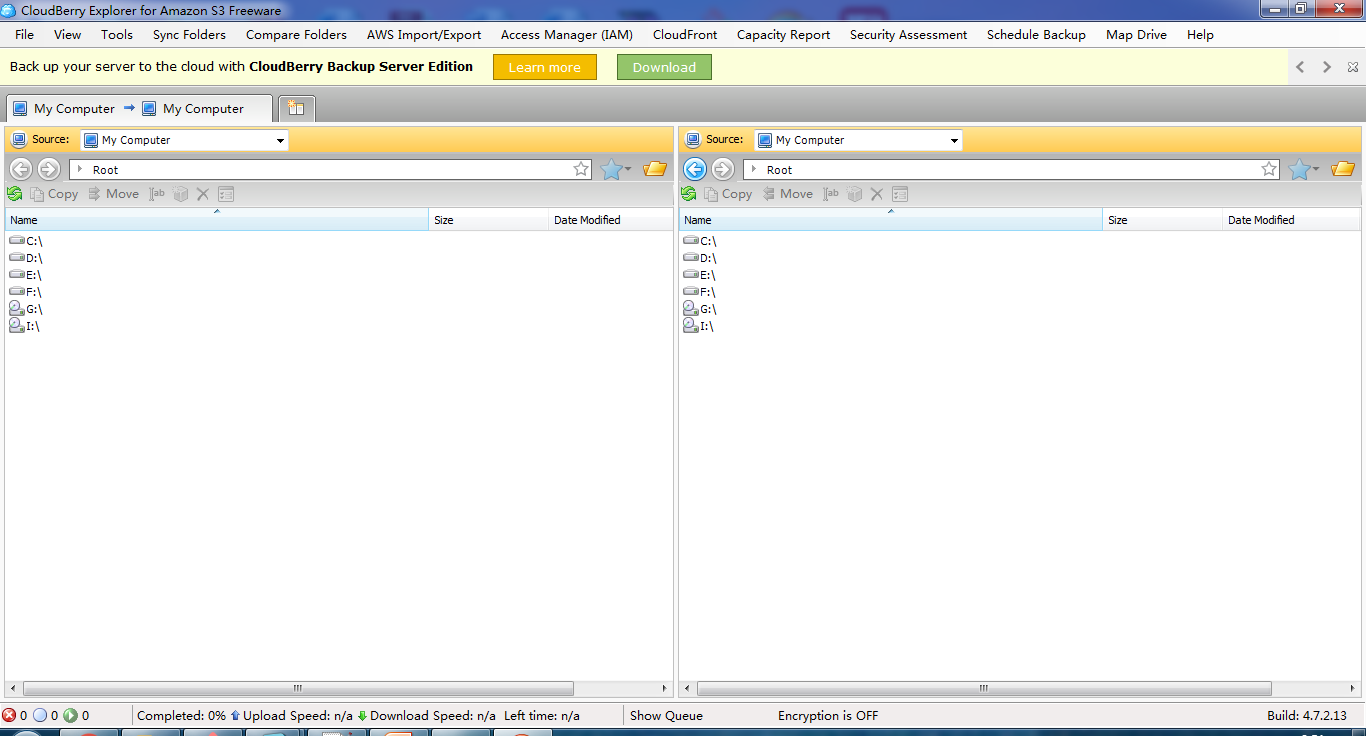 CloudBerry Explorer for Amazon S3 Freeware
File View Tools Sync Folders Compare Folders AWS Import/Export Access Manager (IAM) CloudFront Capacity Report Security Assessment Schedule Backup Map Drive Help
Back up your server to the cloud with CloudBerry Backup Server Edition Learn more Download
My Computer My Computer
Source: My Computer
Root
Copy Move
Name Size Date Modified
C:\
D:\
E:\
F:\
G:\
I:\
Source: My Computer
Root
Copy Move
Name Size Date Modified
C:\
D:\
E:\
F:\
G:\
I:\
0 0 0 Completed: 0% Upload Speed: n/a Download Speed: n/a Left time: n/a Show Queue Encryption is OFF Build: 4.7.2.13